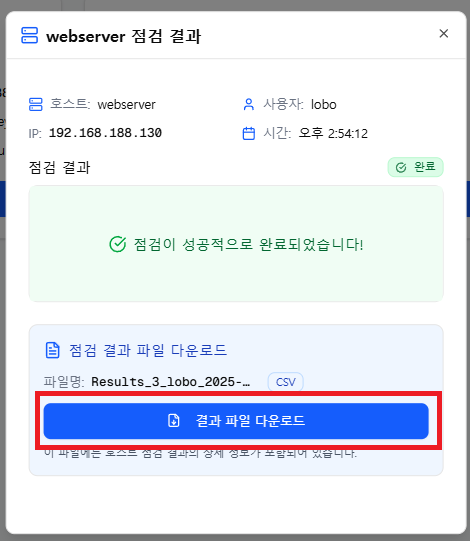 webserver 점검 결과
호스트: webserver 사용자: lobo
IP: 192.168.188.130 시간: 오후 2:54:12
점검 결과 완료
점검이 성공적으로 완료되었습니다!
점검 결과 파일 다운로드
파일명: Results_3_lobo_2025-... CSV
결과 파일 다운로드
이 파일에는 호스트 점검 결과의 상세 정보가 포함되어 있습니다.